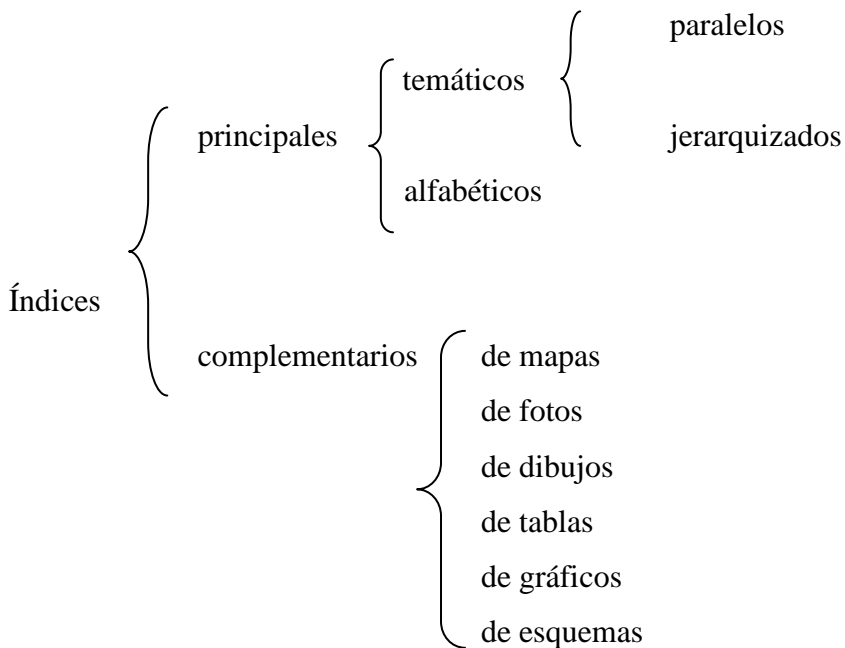 Índices
principales
temáticos
paralelos
jerarquizados
alfabéticos
complementarios
de mapas
de fotos
de dibujos
de tablas
de gráficos
de esquemas